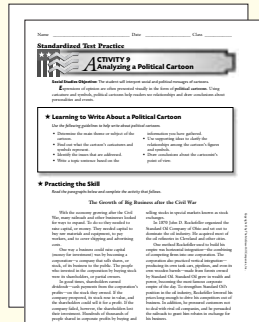 Name Date Class
Standardized Test Practice
ACTIVITY 9
Analyzing a Political Cartoon
Social Studies Objective: The student will interpret social and political messages of cartoons.
Expressions of opinion are often presented visually in the form of political cartoons. Using
caricatures and symbols, political cartoons help readers see relationships and draw conclusions about
personalities and events.
★ Learning to Write About a Political Cartoon
Use the following guidelines to help write about political cartoons.
• Determine the main theme or subject of the
cartoon.
• Find out what the cartoon's caricatures and
symbols represent.
• Identify the issues that are addressed.
• Write a topic sentence based on the
information you have gathered.
• Use supporting ideas to clarify the
relationships among the cartoon's figures
and symbols.
• Draw conclusions about the cartoonist's
point of view.
★ Practicing the Skill
Read the paragraphs below and complete the activity that follows.
The Growth of Big Business after the Civil War
With the economy growing after the Civil
War, many railroads and other businesses looked
for ways to expand. To do so they needed to
raise capital, or money. They needed capital to
buy raw materials and equipment, to pay
workers, and to cover shipping and advertising
costs.
One way a business could raise capital
(money for investment) was by becoming a
corporation—a company that sells shares, or
stock, of its business to the public. The people
who invested in the corporation by buying stock
were its shareholders, or partial owners.
In good times, shareholders earned
dividends—cash payments from the corporation's
profits—on the stock they owned. If the
company prospered, its stock rose in value, and
the shareholders could sell it for a profit. If the
company failed, however, the shareholders lost
their investment. Hundreds of thousands of
people shared in corporate profits by buying and
selling stocks in special markets known as stock
exchanges.
In 1870 John D. Rockefeller organized the
Standard Oil Company of Ohio and set out to
dominate the oil industry. He acquired most of
the oil refineries in Cleveland and other cities.
One method Rockefeller used to build his
empire was horizontal integration—the combining
of competing firms into one corporation. The
corporation also practiced vertical integration—
producing its own tank cars, pipelines, and even its
own wooden barrels—made from forests owned
by Standard Oil. Standard Oil grew in wealth and
power, becoming the most famous corporate
empire of the day. To strengthen Standard Oil's
position in the oil industry, Rockefeller lowered his
prices long enough to drive his competitors out of
business. In addition, he pressured customers not
to deal with rival oil companies, and he persuaded
the railroads to grant him rebates in exchange for
his business.